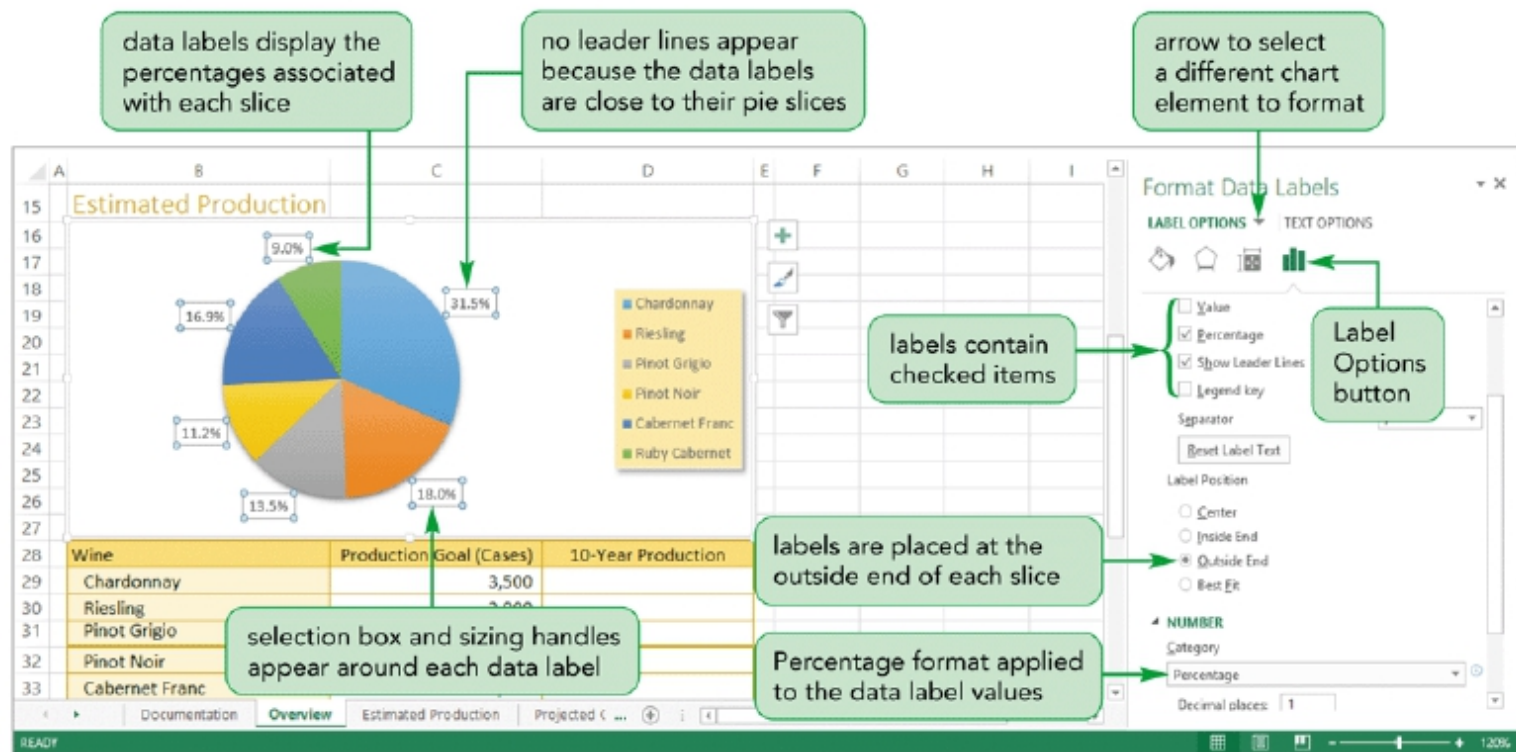 data labels display the
percentages associated
with each slice
no leader lines appear
because the data labels
are close to their pie slices
arrow to select
a different chart
element to format
A B C D E F G H I
Format Data Labels
LABEL OPTIONS TEXT OPTIONS
15 Estimated Production
16
17
18
19
20
21
22
23
24
25
26
27
9.0%
31.5%
16.9%
11.2%
13.5%
18.0%
Chardonnay
Riesling
Pinot Grigio
Pinot Noir
Cabernet Franc
Ruby Cabernet
labels contain
checked items
Value
Percentage
Show Leader Lines
Legend key
Label
Options
button
Separator
Reset Label Text
Label Position
Center
Inside End
Outside End
Best Fit
labels are placed at the
outside end of each slice
28 Wine Production Goal (Cases) 10-Year Production
29 Chardonnay 3,500
30 Riesling
31 Pinot Grigio
32 Pinot Noir
33 Cabernet Franc
selection box and sizing handles
appear around each data label
Percentage format applied
to the data label values
NUMBER
Category
Percentage
Decimal places: 1
Documentation Overview Estimated Production Projected ...
READY
120%